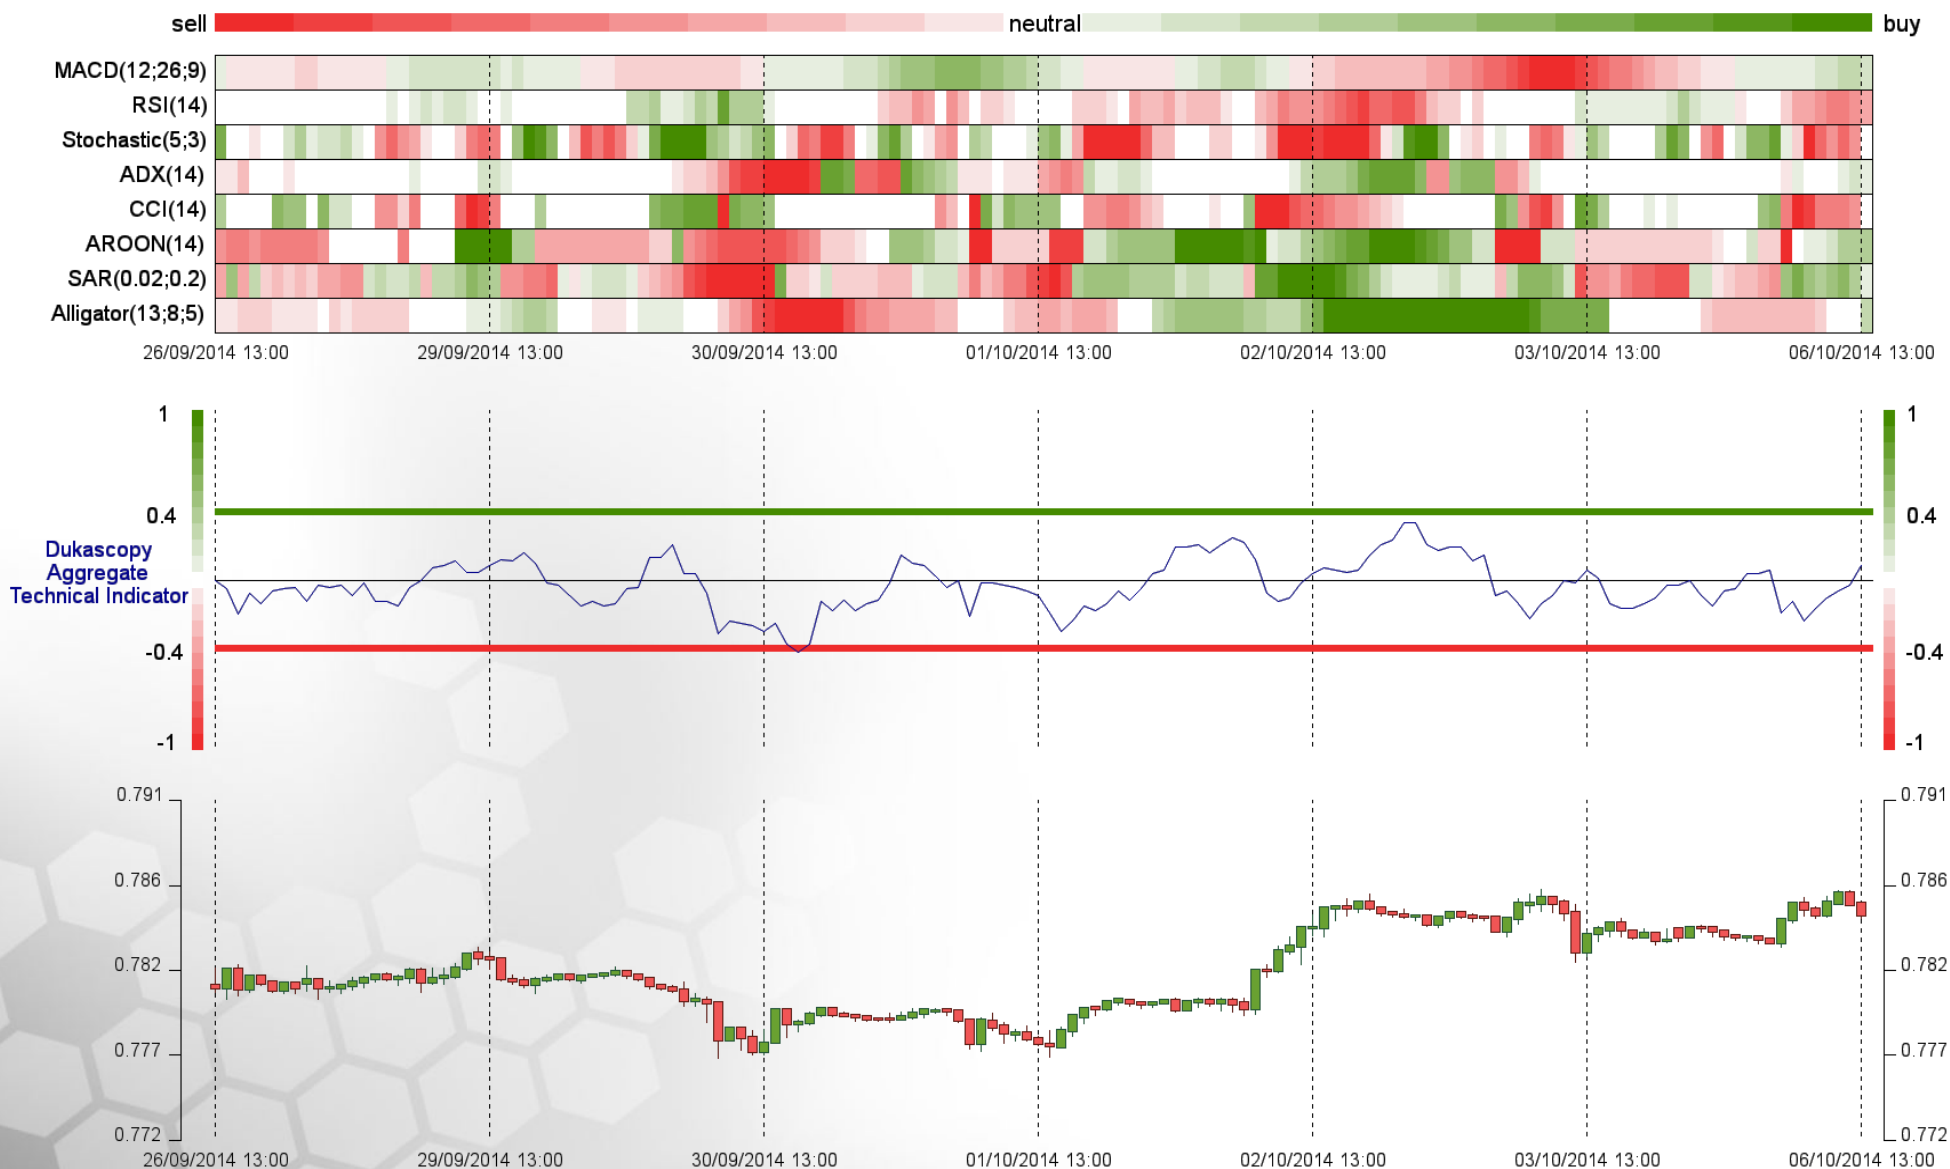 sell neutral buy
MACD(12;26;9)
RSI(14)
Stochastic(5;3)
ADX(14)
CCI(14)
AROON(14)
SAR(0.02;0.2)
Alligator(13;8;5)
26/09/2014 13:00 29/09/2014 13:00 30/09/2014 13:00 01/10/2014 13:00 02/10/2014 13:00 03/10/2014 13:00 06/10/2014 13:00
1 1
0.4 0.4
Dukascopy
Aggregate
Technical Indicator
-0.4 -0.4
-1 -1
0.791 0.791
0.786 0.786
0.782 0.782
0.777 0.777
0.772 0.772
26/09/2014 13:00 29/09/2014 13:00 30/09/2014 13:00 01/10/2014 13:00 02/10/2014 13:00 03/10/2014 13:00 06/10/2014 13:00